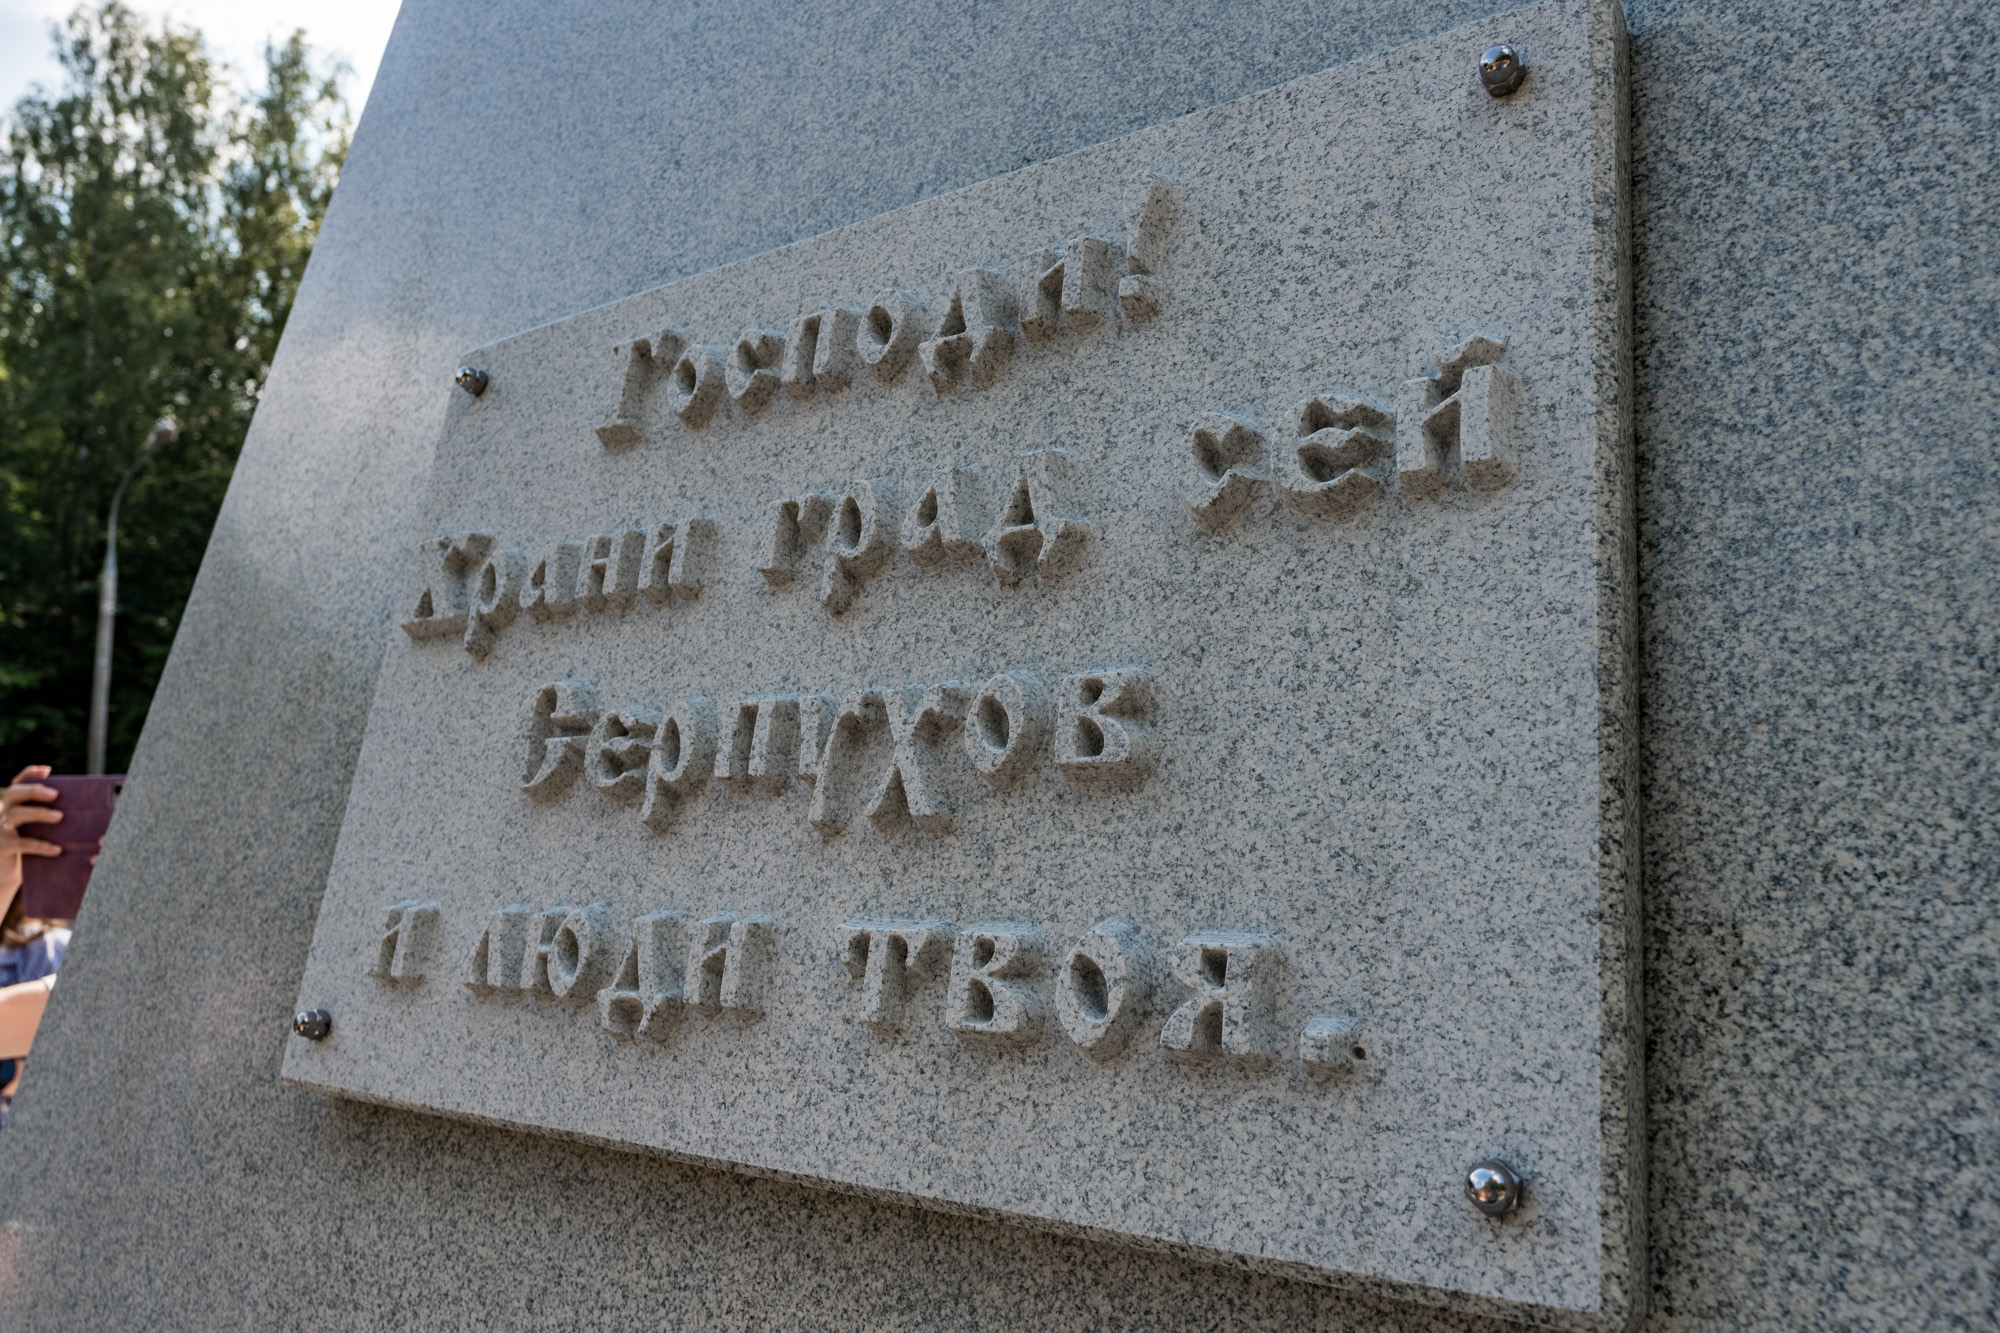 Господи!
Храни град сей
Серпухов
и люди твоя.